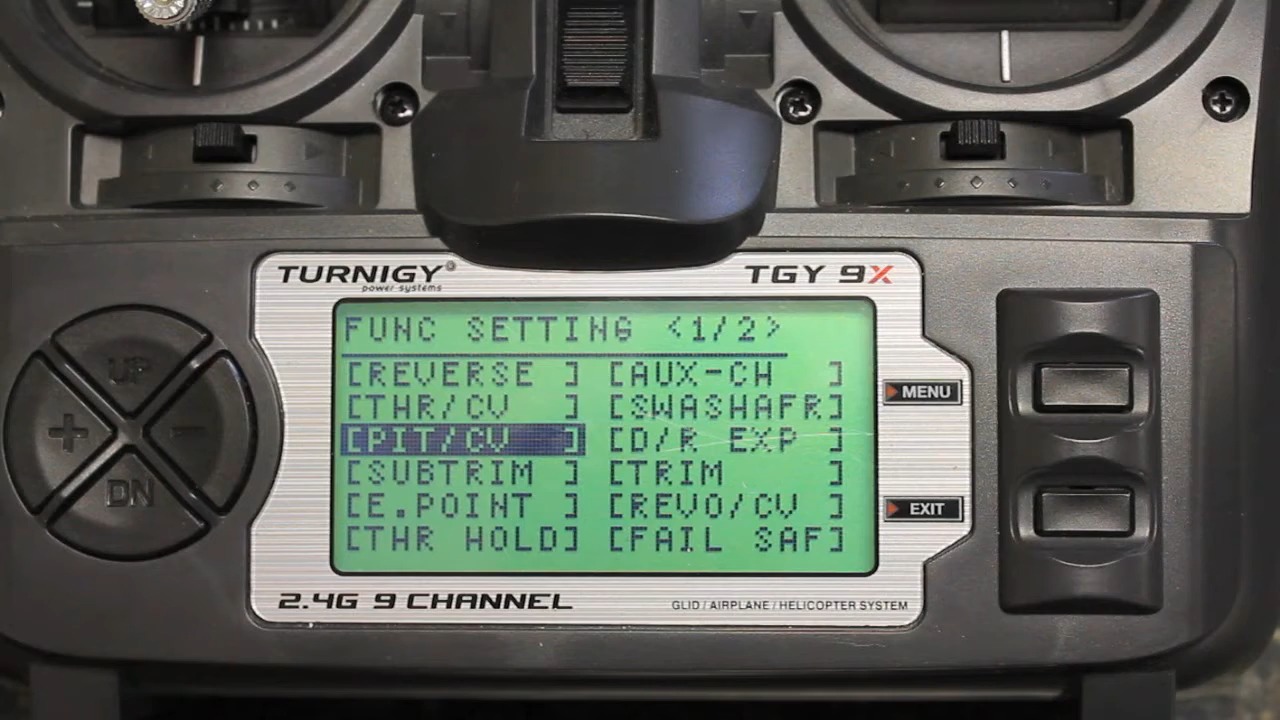 TURNIGY®
power systems
TGY 9X
FUNC SETTING <1/2>
[REVERSE ] [AUX-CH ]
[THR/CV ] [SWASHAFR]
[PIT/CV ] [D/R EXP ]
[SUBTRIM ] [TRIM ]
[E.POINT ] [REVO/CV ]
[THR HOLD] [FAIL SAF]
UP
+ -
DN
MENU
EXIT
2.4G 9 CHANNEL
GLID / AIRPLANE / HELICOPTER SYSTEM